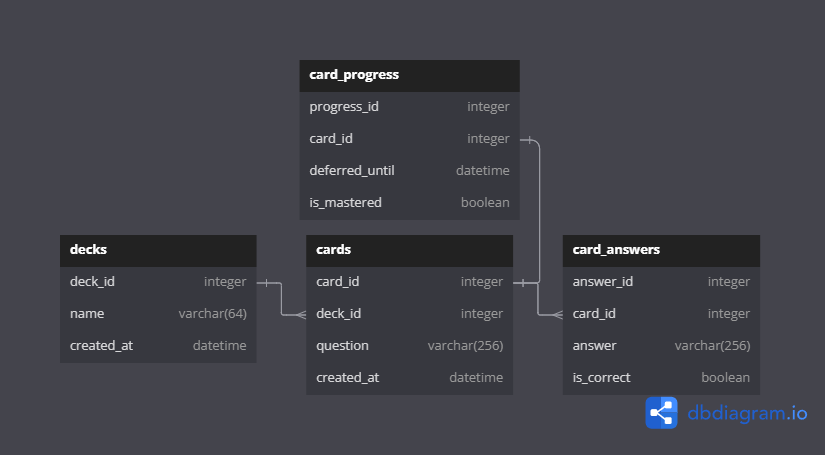 card_progress
progress_id integer
card_id integer
deferred_until datetime
is_mastered boolean
decks
deck_id integer
name varchar(64)
created_at datetime
cards
card_id integer
deck_id integer
question varchar(256)
created_at datetime
card_answers
answer_id integer
card_id integer
answer varchar(256)
is_correct boolean
dbdiagram.io